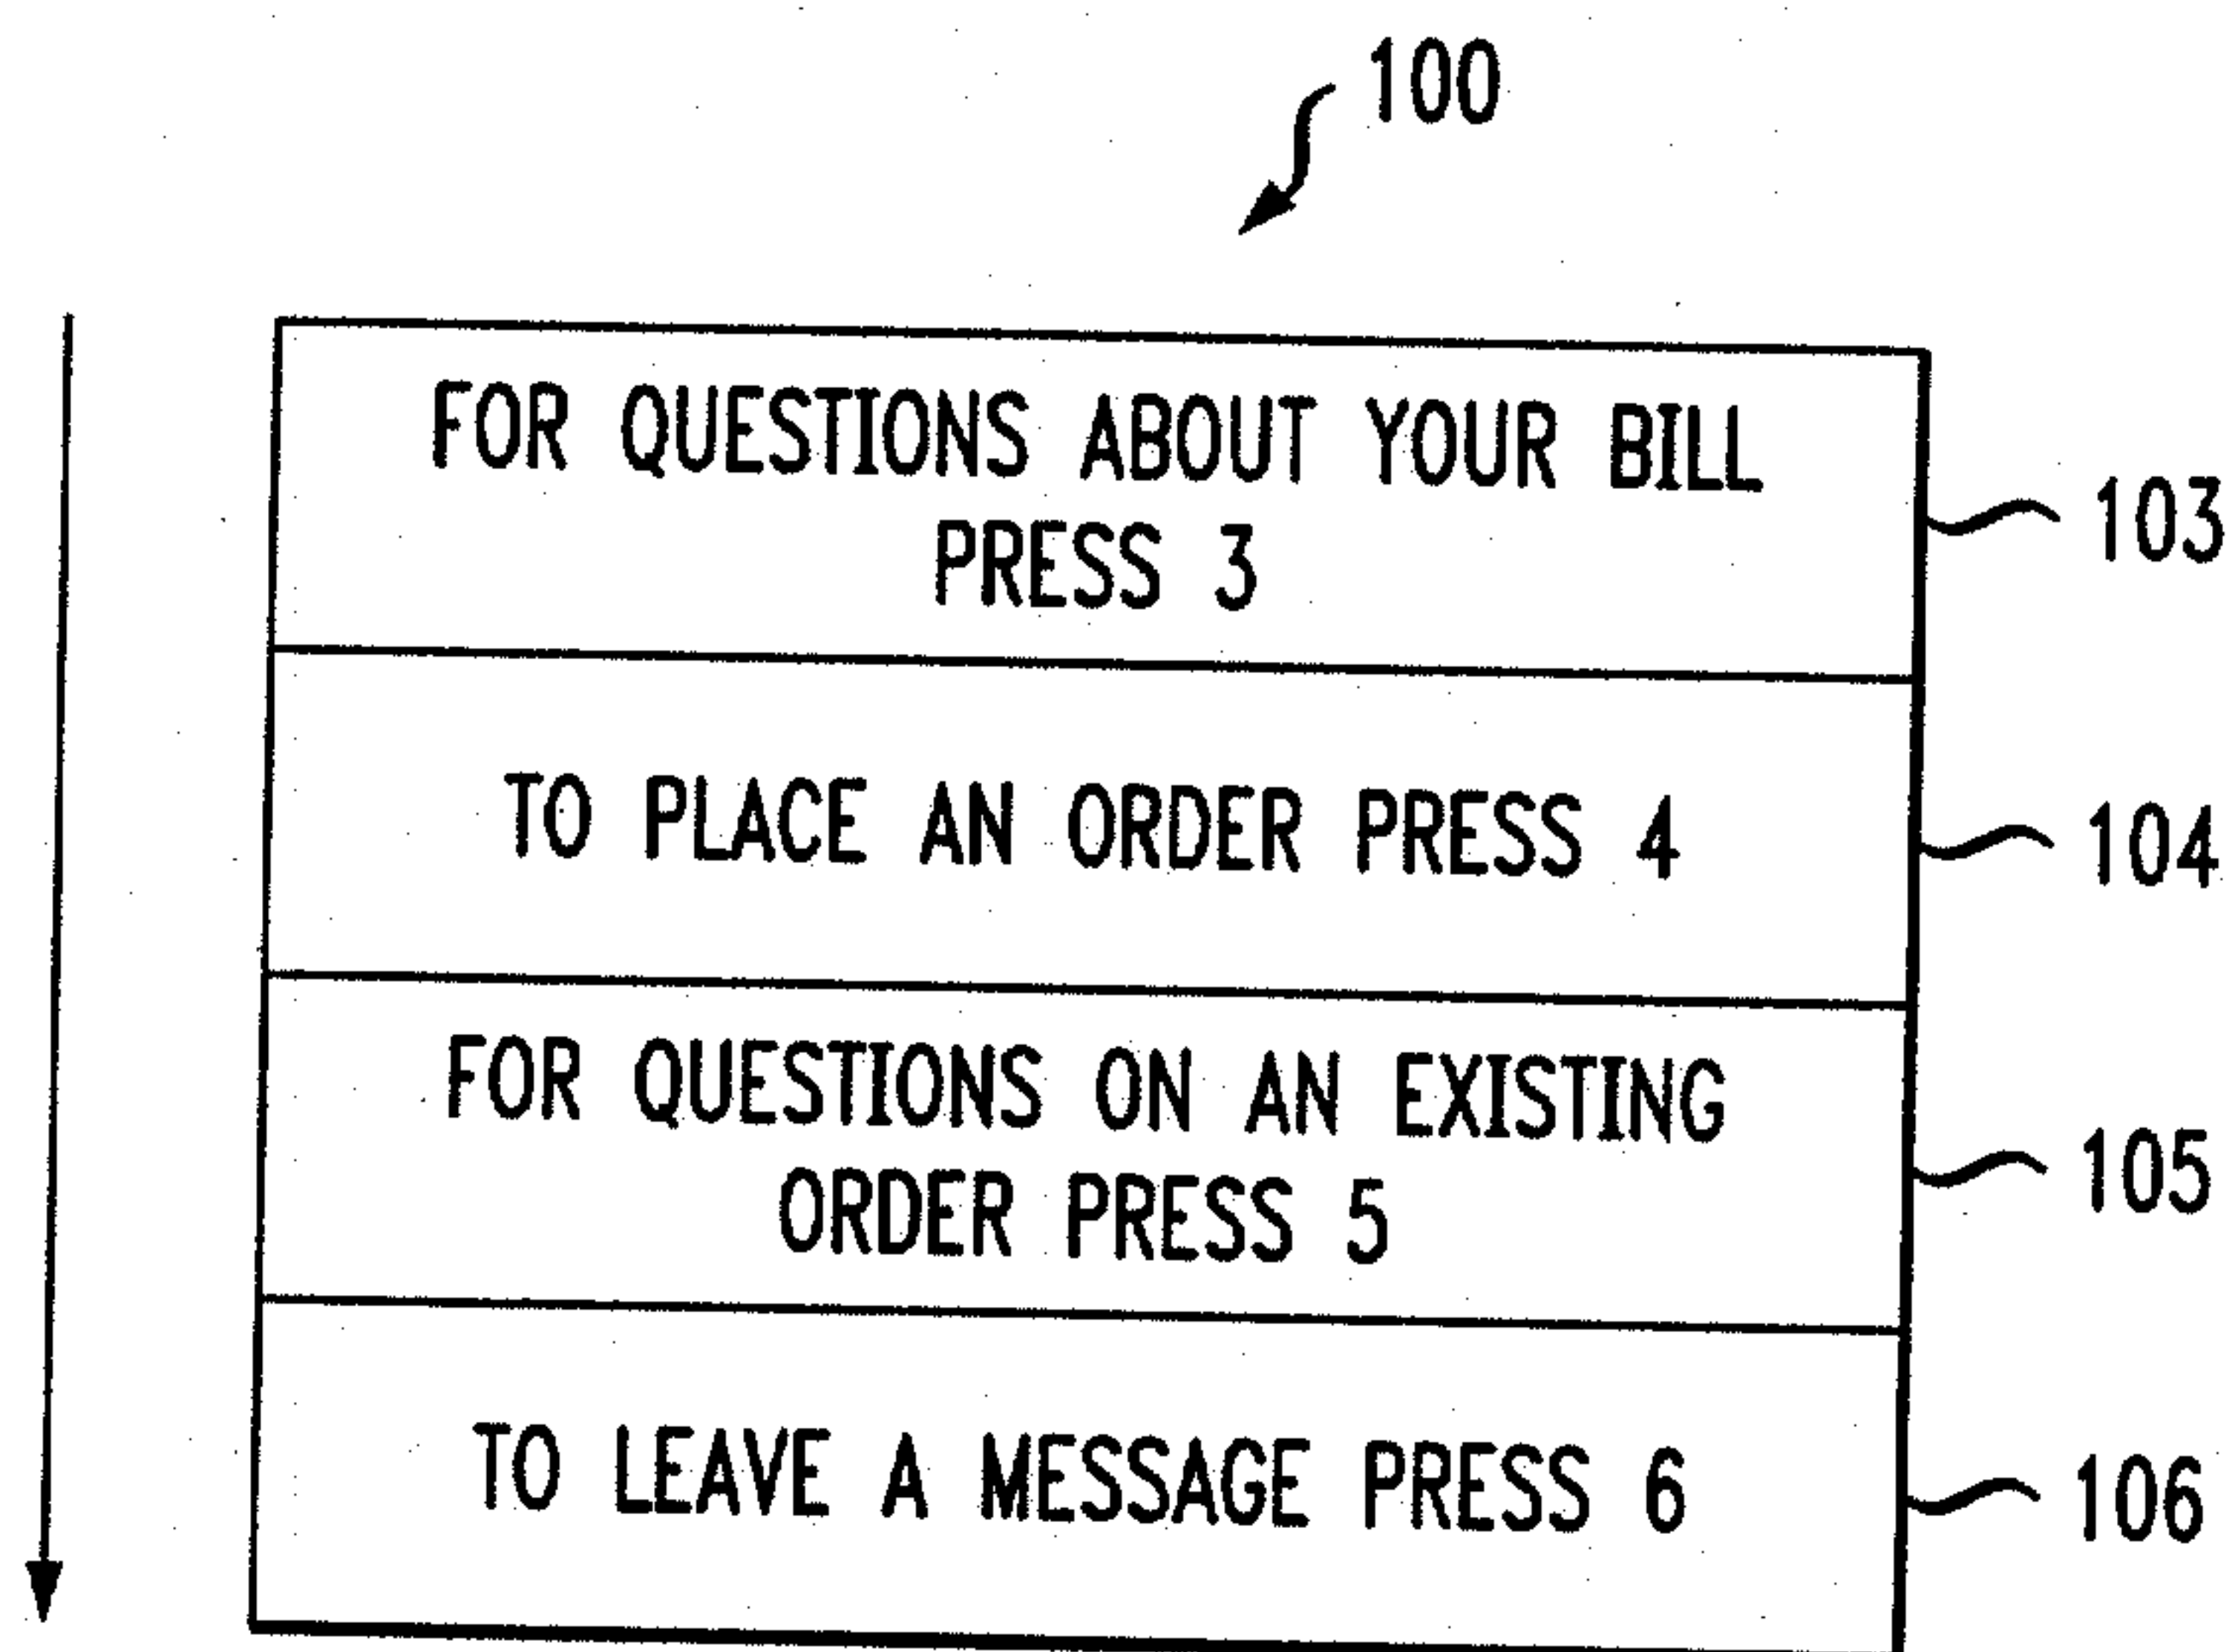 100
FOR QUESTIONS ABOUT YOUR BILL
PRESS 3
103
TO PLACE AN ORDER PRESS 4
104
FOR QUESTIONS ON AN EXISTING
ORDER PRESS 5
105
TO LEAVE A MESSAGE PRESS 6
106